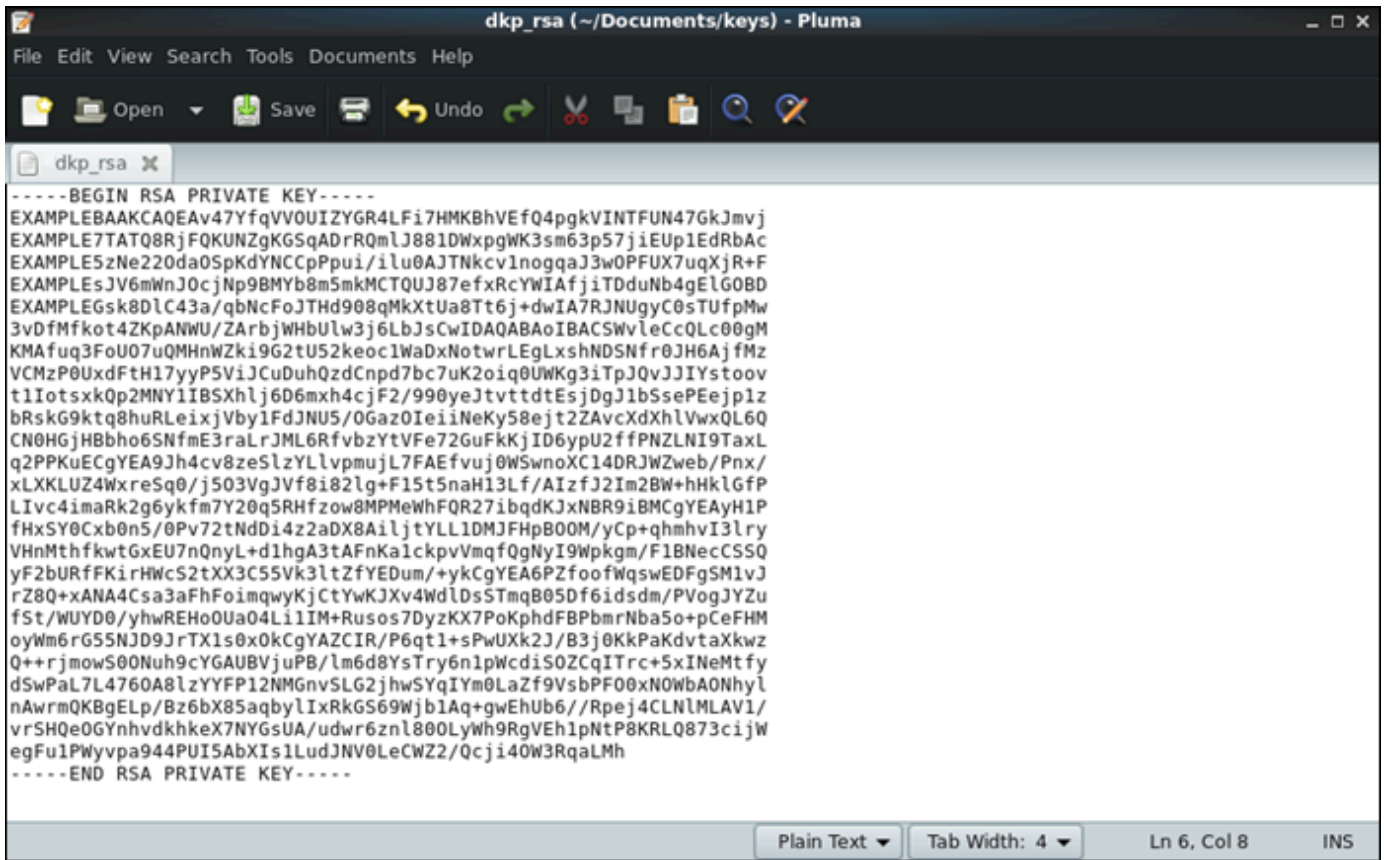 dkp_rsa (~/Documents/keys) - Pluma
File Edit View Search Tools Documents Help
Open Save Undo
dkp_rsa
-----BEGIN RSA PRIVATE KEY-----
EXAMPLEBAAKCAQEAv47YfqVVOUIZYGR4LFi7HMKBhVEfQ4pgkVINTFUN47GkJmvj
EXAMPLE7TATQ8RjFQKUNZgKGSqADrRQmlJ881DWxpgWK3sm63p57jiEUp1EdRbAc
EXAMPLE5zNe22OdaOSpKdYNCCpPpui/ilu0AJTNkcv1nogqaJ3wOPFUX7uqXjR+F
EXAMPLEsJV6mWnJOcjNp9BMYb8m5mkMCTQUJ87efxRcYWIAfjiTDduNb4gElGOBD
EXAMPLEGsk8DlC43a/qbNcFoJTHd908qMkXtUa8Tt6j+dwIA7RJNUgyC0sTUfpMw
3vDfMfkot4ZKpANWU/ZArbjWHbUlw3j6LbJsCwIDAQABAoIBACSWvleCcQLc00gM
KMAfuq3FoUO7uQMHnWZki9G2tU52keoc1WaDxNotwrLEgLxshNDSNfr0JH6AjfMz
VCMzP0UxdFtH17yyP5ViJCuDuhQzdCnpd7bc7uK2oiq0UWKg3iTpJQvJJIYstoov
t1IotsxkQp2MNY1IBSXhlj6D6mxh4cjF2/990yeJtvttdtEsjDgJ1bSsePEejp1z
bRskG9ktq8huRLeixjVby1FdJNU5/OGazOIeiiNeKy58ejt2ZAvcXdXhlVwxQL6Q
CN0HGjHBbho6SNfmE3raLrJML6RfvbzYtVFe72GuFkKjID6ypU2ffPNZLNI9TaxL
q2PPKuECgYEA9Jh4cv8zeSlzYLlvpmujL7FAEfvuj0WSwnoXC14DRJWZweb/Pnx/
xLXKLUZ4WxreSq0/j5O3VgJVf8i82lg+F15t5naH13Lf/AIzfJ2Im2BW+hHklGfP
LIvc4imaRk2g6ykfm7Y20q5RHfzow8MPMeWhFQR27ibqdKJxNBR9iBMCgYEAyH1P
fHxSY0Cxb0n5/0Pv72tNdDi4z2aDX8AiljtYLL1DMJFHpBOOM/yCp+qhmhvI3lry
VHnMthfkwtGxEU7nQnyL+d1hgA3tAFnKa1ckpvVmqfQgNyI9Wpkgm/F1BNecCSSQ
yF2bURfFKirHWcS2tXX3C55Vk3ltZfYEDum/+ykCgYEA6PZfoofWqswEDFgSM1vJ
rZ8Q+xANA4Csa3aFhFoimqwyKjCtYwKJXv4WdlDsSTmqB05Df6idsdm/PVogJYZu
fSt/WUYD0/yhwREHoOUaO4Li1IM+Rusos7DyzKX7PoKphdFBPbmrNba5o+pCeFHM
oyWm6rG55NJD9JrTX1s0xOkCgYAZCIR/P6qt1+sPwUXk2J/B3j0KkPaKdvtaXkwz
Q++rjmowS0ONuh9cYGAUBVjuPB/lm6d8YsTry6n1pWcdiSOZCqITrc+5xINeMtfy
dSwPaL7L476OA8lzYYFP12NMGnvSLG2jhwSYqIYm0LaZf9VsbPFO0xNOWbAONhyl
nAwrmQKBgELp/Bz6bX85aqbylIxRkGS69Wjb1Aq+gwEhUb6//Rpej4CLNlMLAV1/
vrSHQeOGYnhvdkhkeX7NYGsUA/udwr6znl80OLyWh9RgVEh1pNtP8KRLQ873cijW
egFu1PWyvpa944PUI5AbXIs1LudJNV0LeCWZ2/Qcji4OW3RqaLMh
-----END RSA PRIVATE KEY-----
Plain Text Tab Width: 4 Ln 6, Col 8 INS